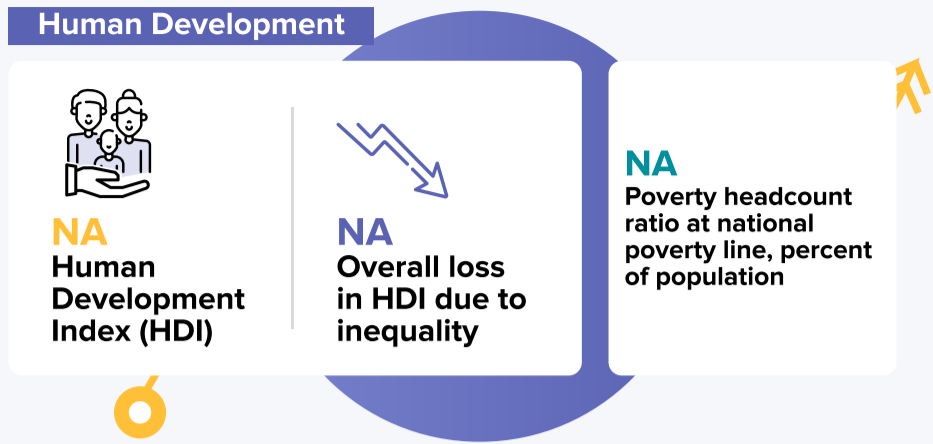 Human Development
NA
Human
Development
Index (HDI)
NA
Overall loss
in HDI due to
inequality
NA
Poverty headcount
ratio at national
poverty line, percent
of population